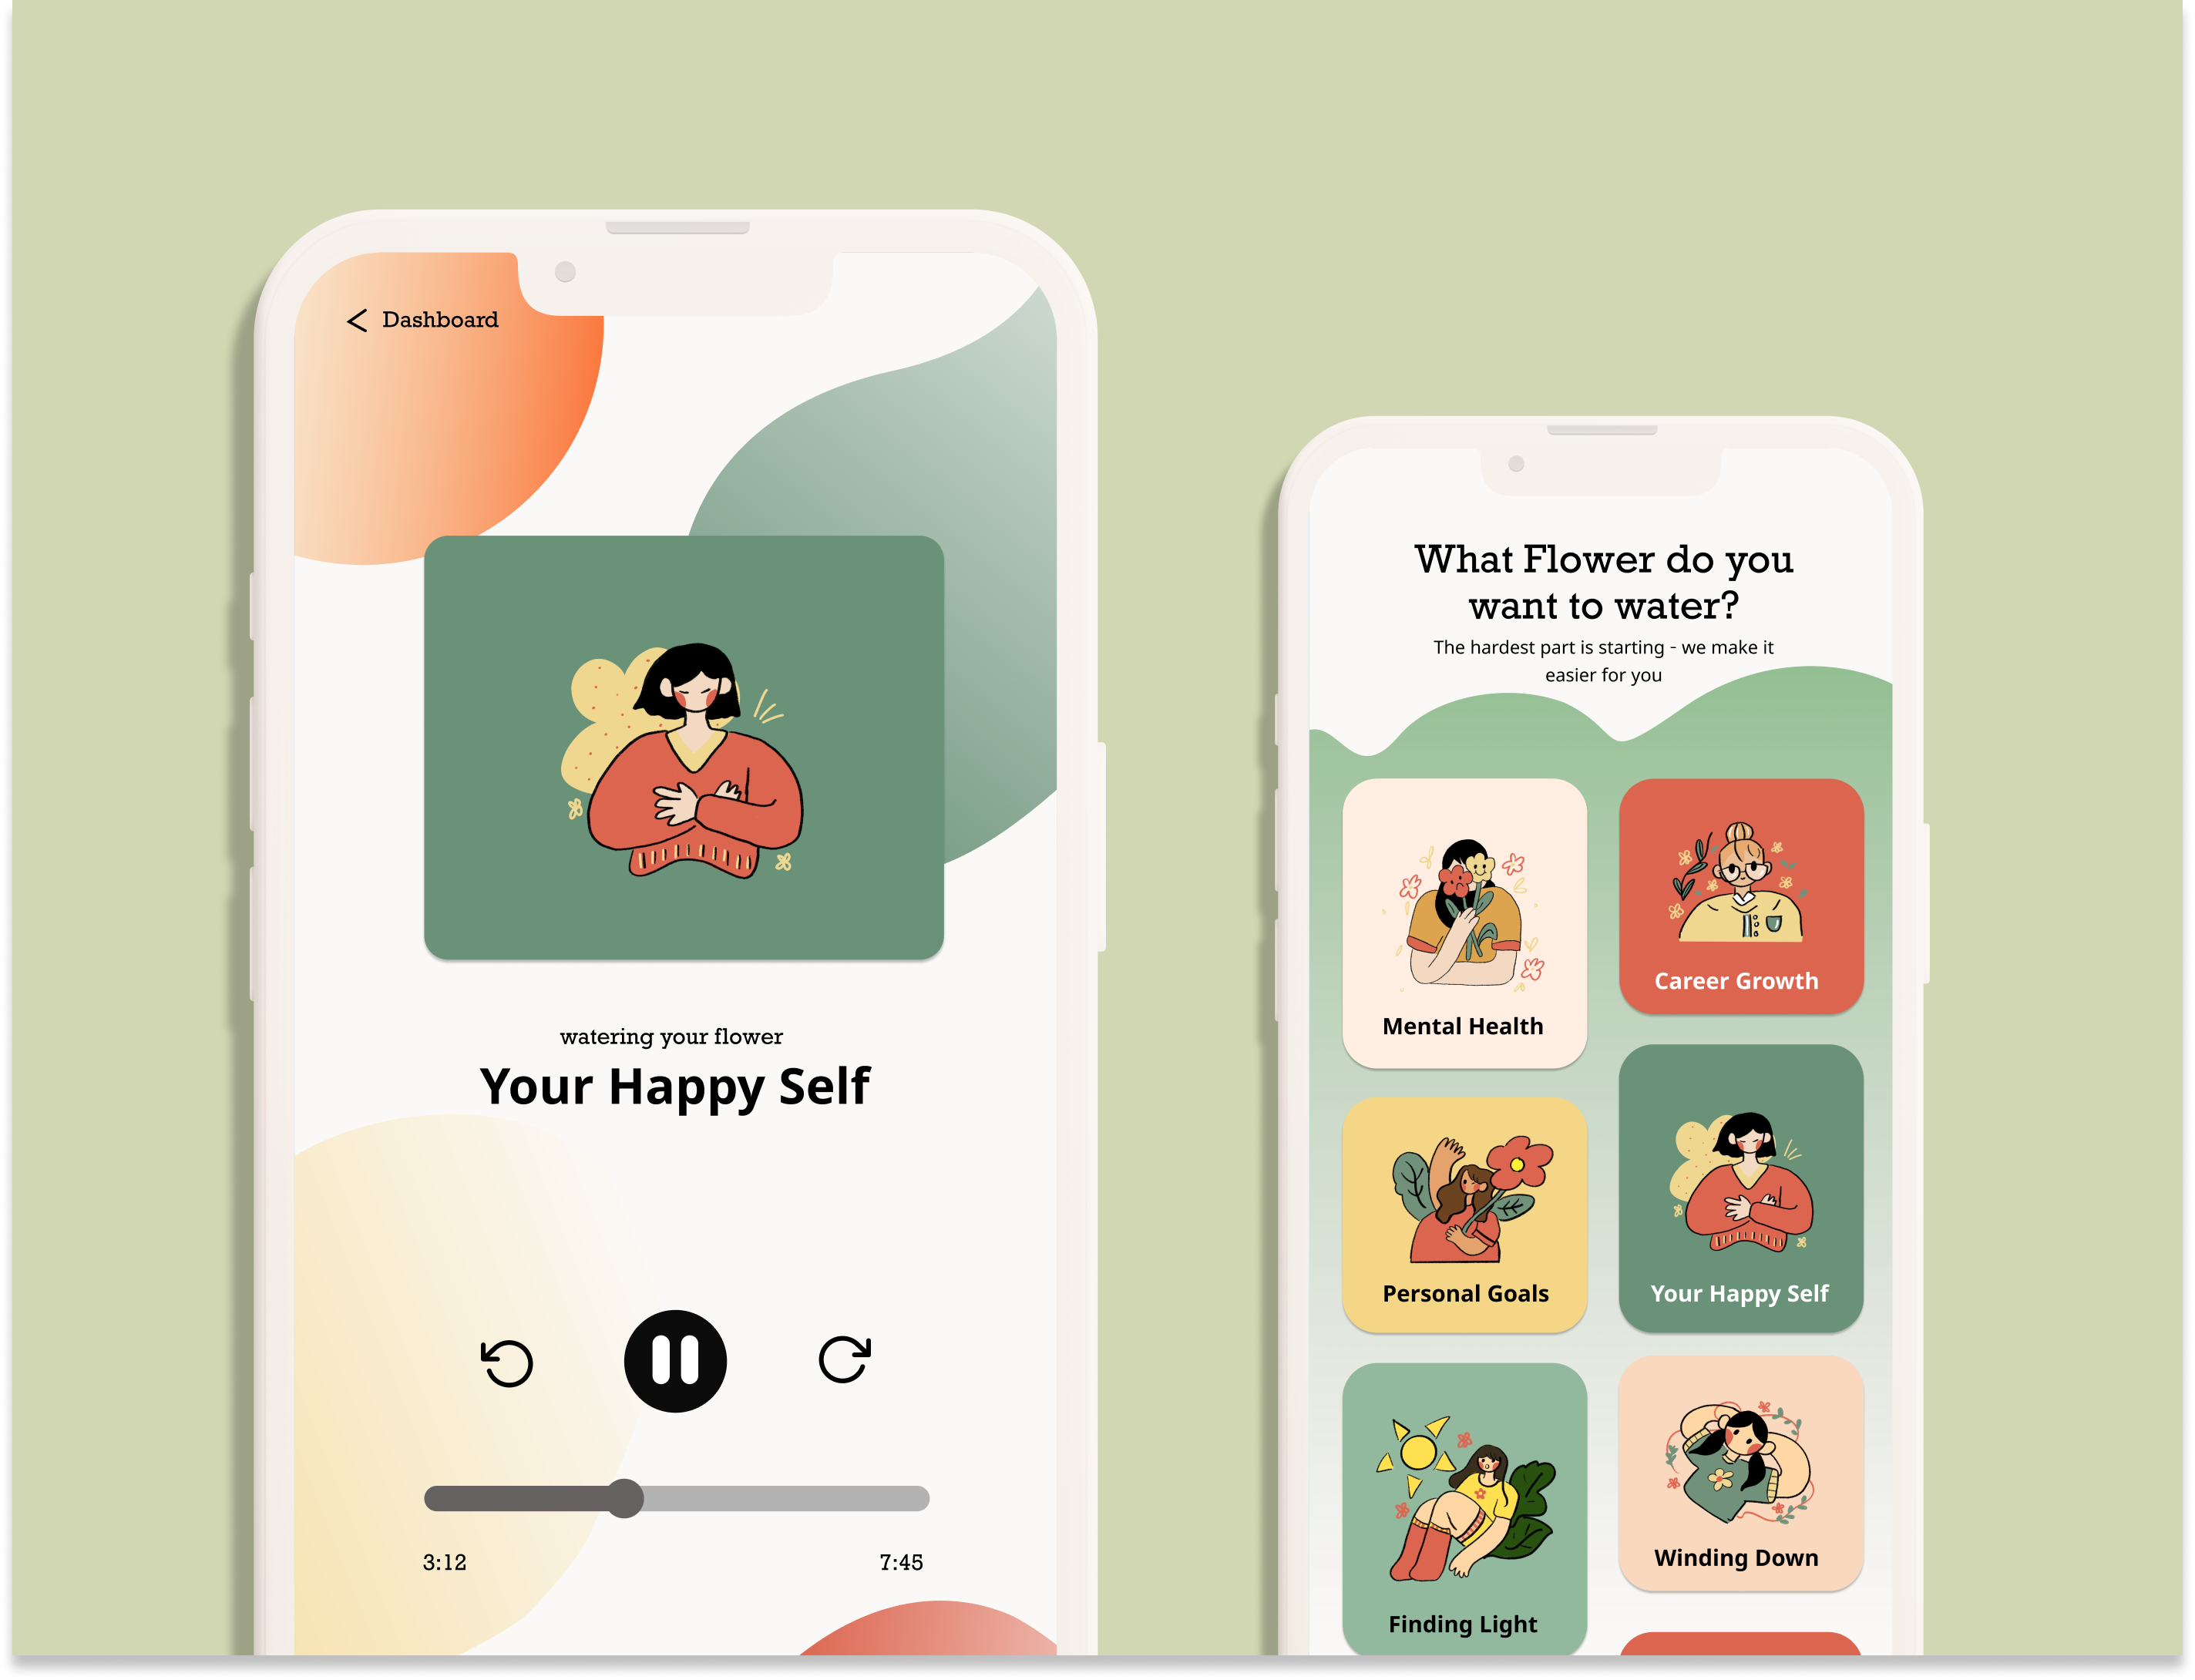 Dashboard
watering your flower
Your Happy Self
3:12
7:45
What Flower do you
want to water?
The hardest part is starting - we make it
easier for you
Mental Health
Career Growth
Personal Goals
Your Happy Self
Finding Light
Winding Down